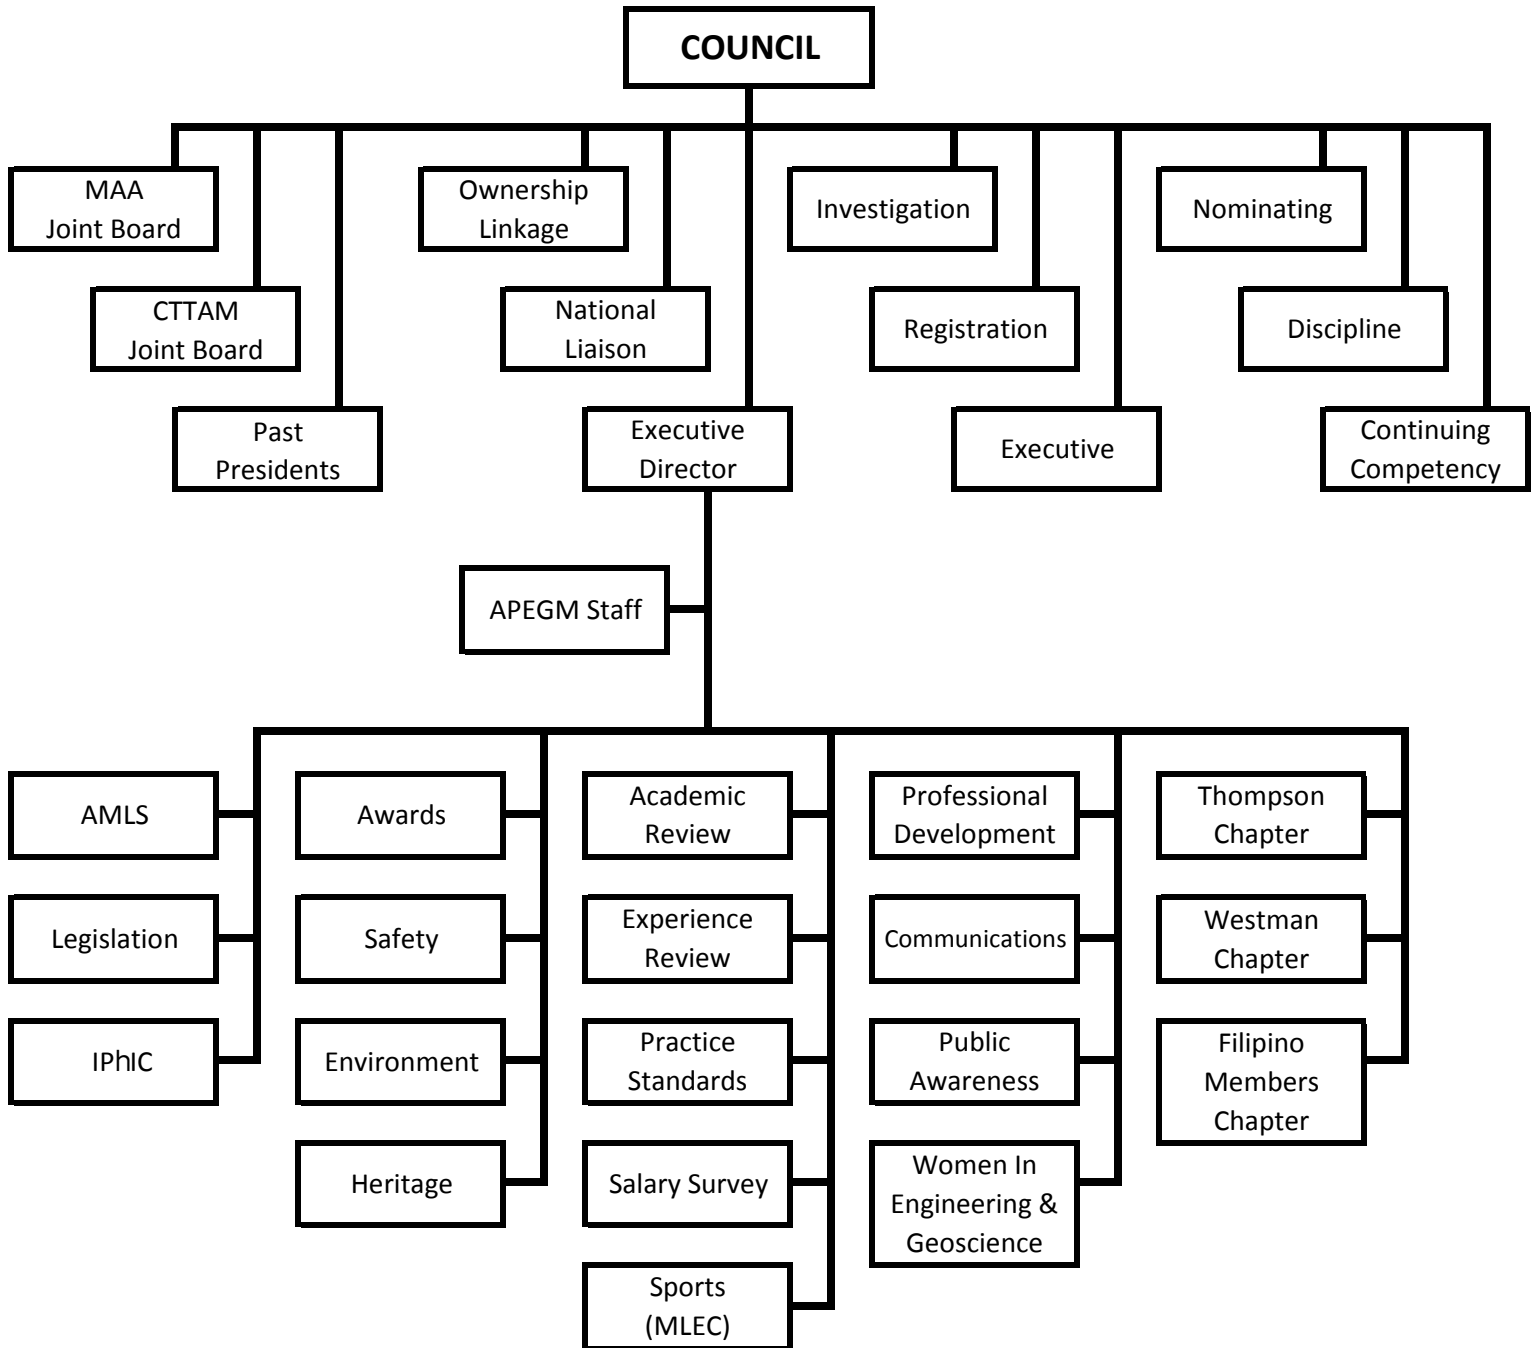 COUNCIL
MAA
Joint Board
Ownership
Linkage
Investigation
Nominating
CTTAM
Joint Board
National
Liaison
Registration
Discipline
Past
Presidents
Executive
Director
Executive
Continuing
Competency
APEGM Staff
AMLS
Awards
Academic
Review
Professional
Development
Thompson
Chapter
Legislation
Safety
Experience
Review
Communications
Westman
Chapter
IPhIC
Environment
Practice
Standards
Public
Awareness
Filipino
Members
Chapter
Heritage
Salary Survey
Women In
Engineering &
Geoscience
Sports
(MLEC)